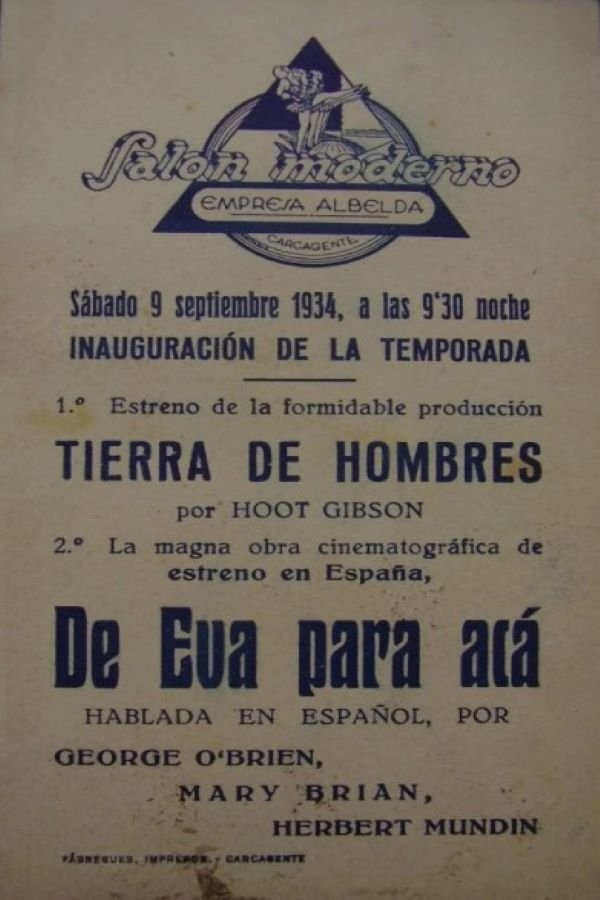 Salon moderno
EMPRESA ALBELDA
CARCAGENTE
Sábado 9 septiembre 1934, a las 9'30 noche
INAUGURACIÓN DE LA TEMPORADA
1.º Estreno de la formidable producción
TIERRA DE HOMBRES
por HOOT GIBSON
2.º La magna obra cinematográfica de
estreno en España,
De Eva para acá
HABLADA EN ESPAÑOL, POR
GEORGE O'BRIEN,
MARY BRIAN,
HERBERT MUNDIN
FÁBREGUES, IMPRESOR. - CARCAGENTE